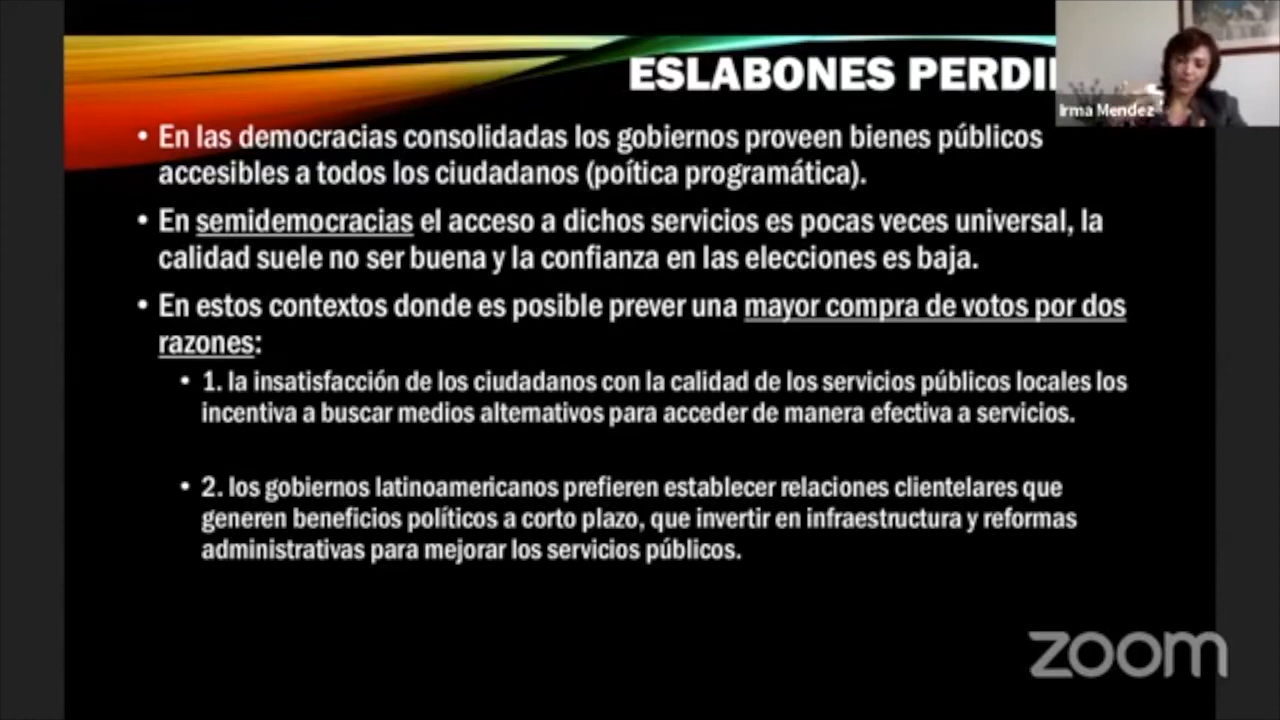 ESLABONES PERDI
Irma Mendez
• En las democracias consolidadas los gobiernos proveen bienes públicos
accesibles a todos los ciudadanos (poítica programática).
• En semidemocracias el acceso a dichos servicios es pocas veces universal, la
calidad suele no ser buena y la confianza en las elecciones es baja.
• En estos contextos donde es posible prever una mayor compra de votos por dos
razones:
• 1. la insatisfacción de los ciudadanos con la calidad de los servicios públicos locales los
incentiva a buscar medios alternativos para acceder de manera efectiva a servicios.
• 2. los gobiernos latinoamericanos prefieren establecer relaciones clientelares que
generen beneficios políticos a corto plazo, que invertir en infraestructura y reformas
administrativas para mejorar los servicios públicos.
zoom